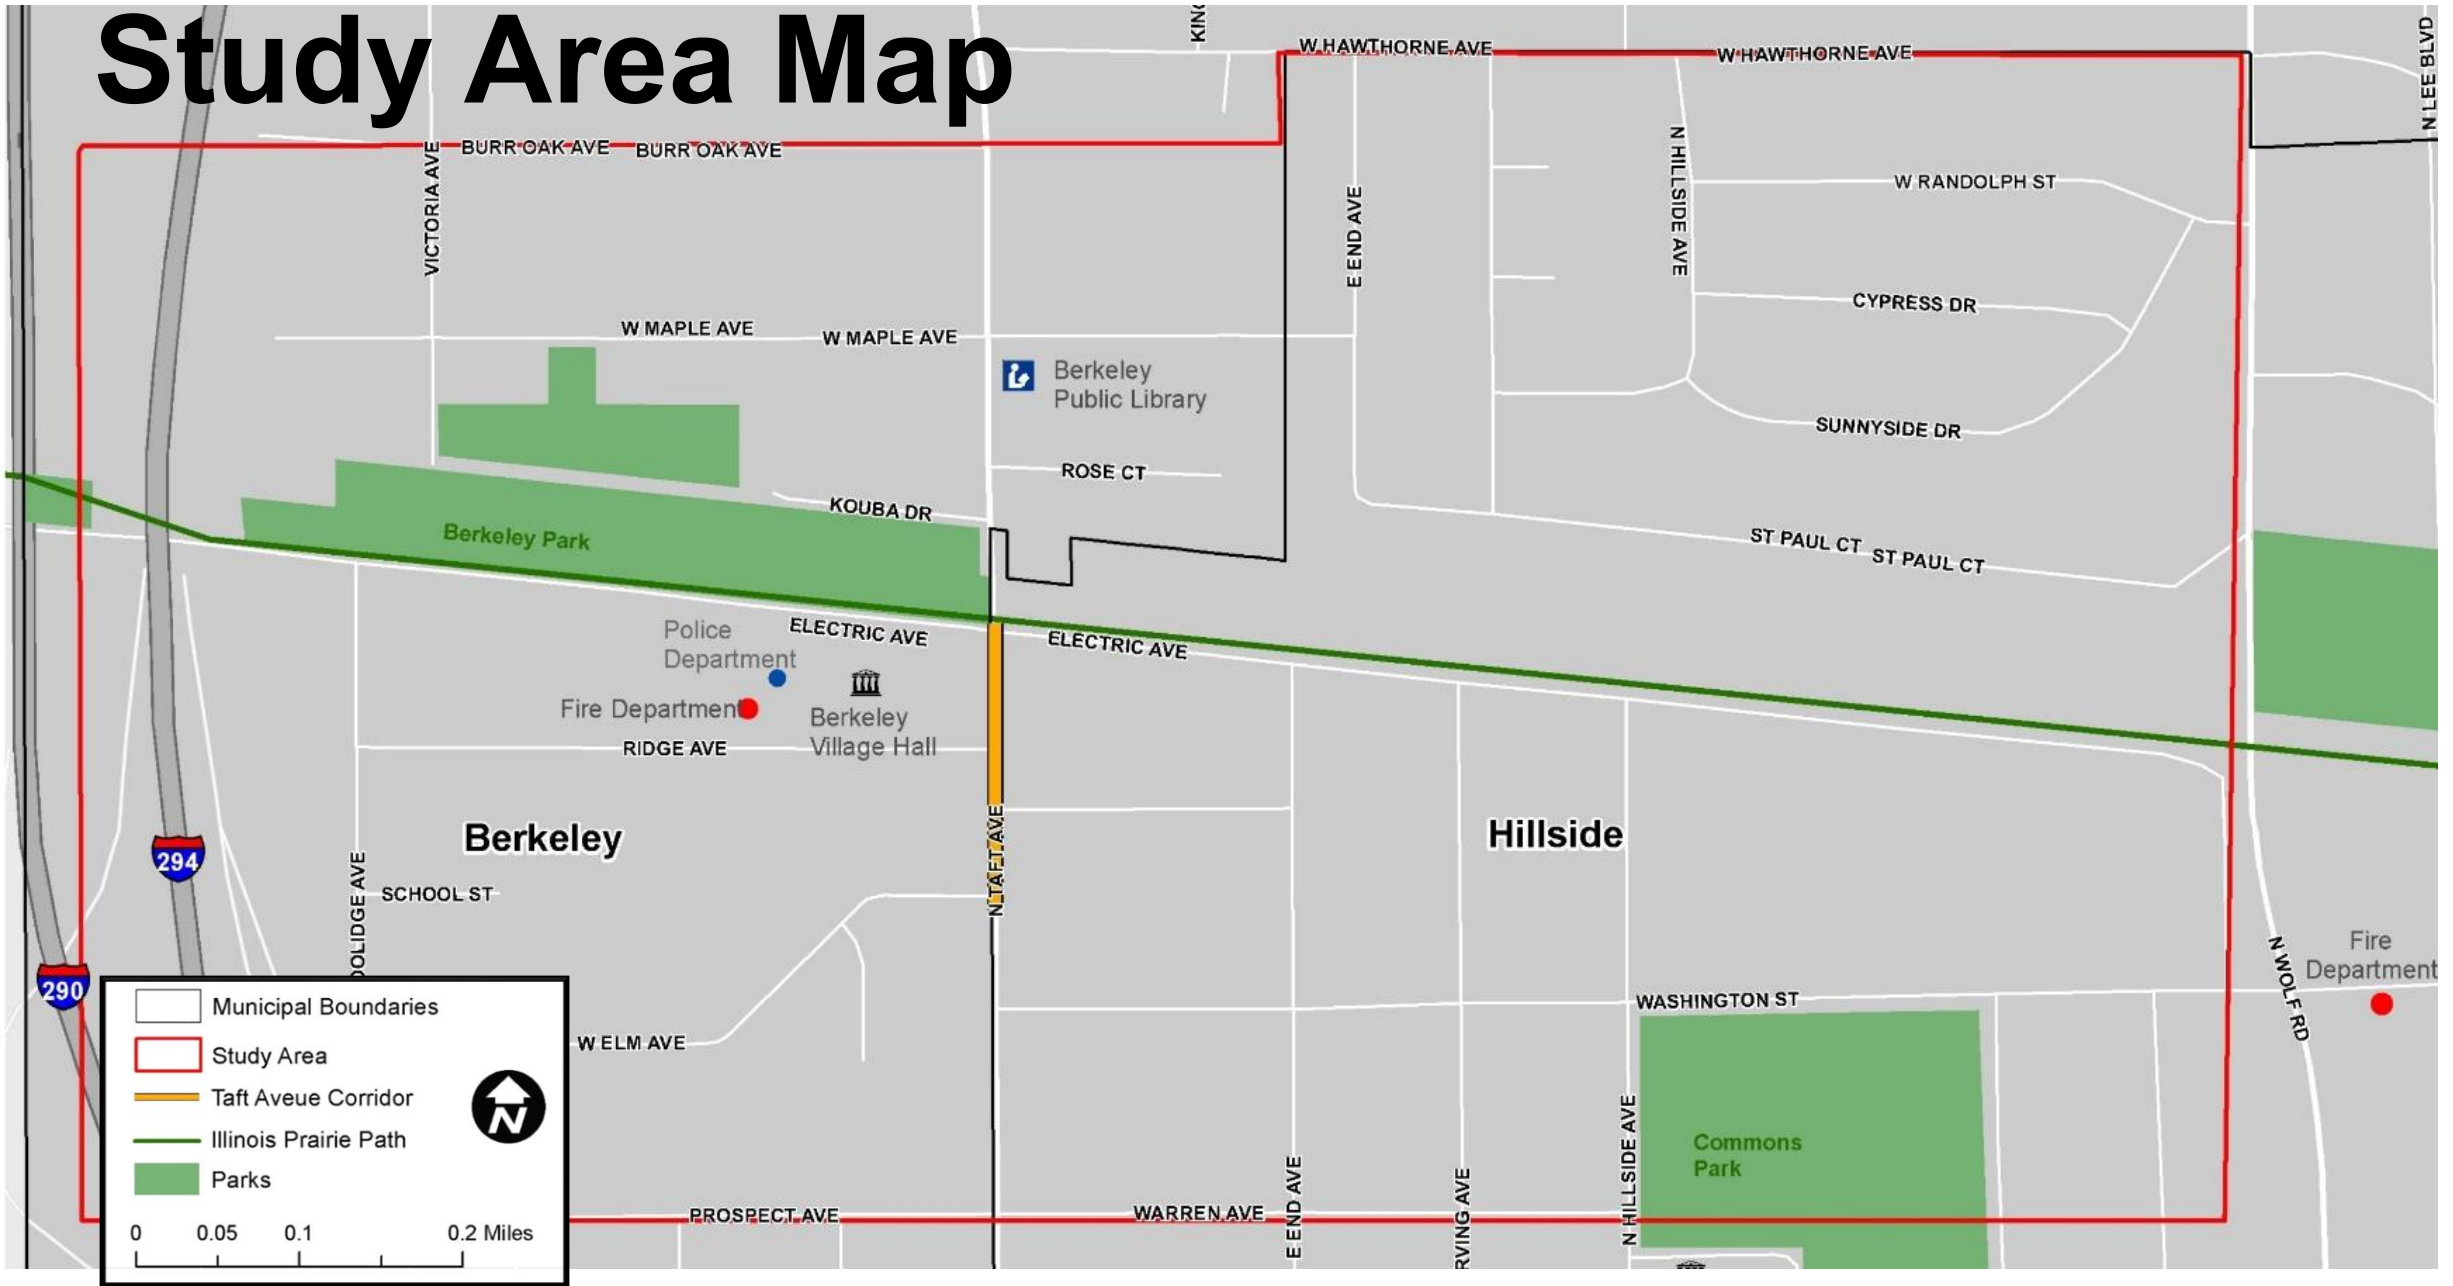 Study Area Map
KING
W HAWTHORNE AVE
W HAWTHORNE AVE
N LEE BLVD
BURR OAK AVE
BURR OAK AVE
VICTORIA AVE
E END AVE
N HILLSIDE AVE
W RANDOLPH ST
CYPRESS DR
W MAPLE AVE
W MAPLE AVE
Berkeley
Public Library
SUNNYSIDE DR
ROSE CT
KOUBA DR
Berkeley Park
ST PAUL CT
ST PAUL CT
Police
Department
ELECTRIC AVE
ELECTRIC AVE
Fire Department
Berkeley
Village Hall
RIDGE AVE
Berkeley
Hillside
N TAFT AVE
294
OOLIDGE AVE
SCHOOL ST
290
N WOLF RD
Fire
Department
WASHINGTON ST
W ELM AVE
Commons
Park
N HILLSIDE AVE
E END AVE
RVING AVE
PROSPECT AVE
WARREN AVE
Municipal Boundaries
Study Area
Taft Aveue Corridor
Illinois Prairie Path
Parks
N
0 0.05 0.1 0.2 Miles